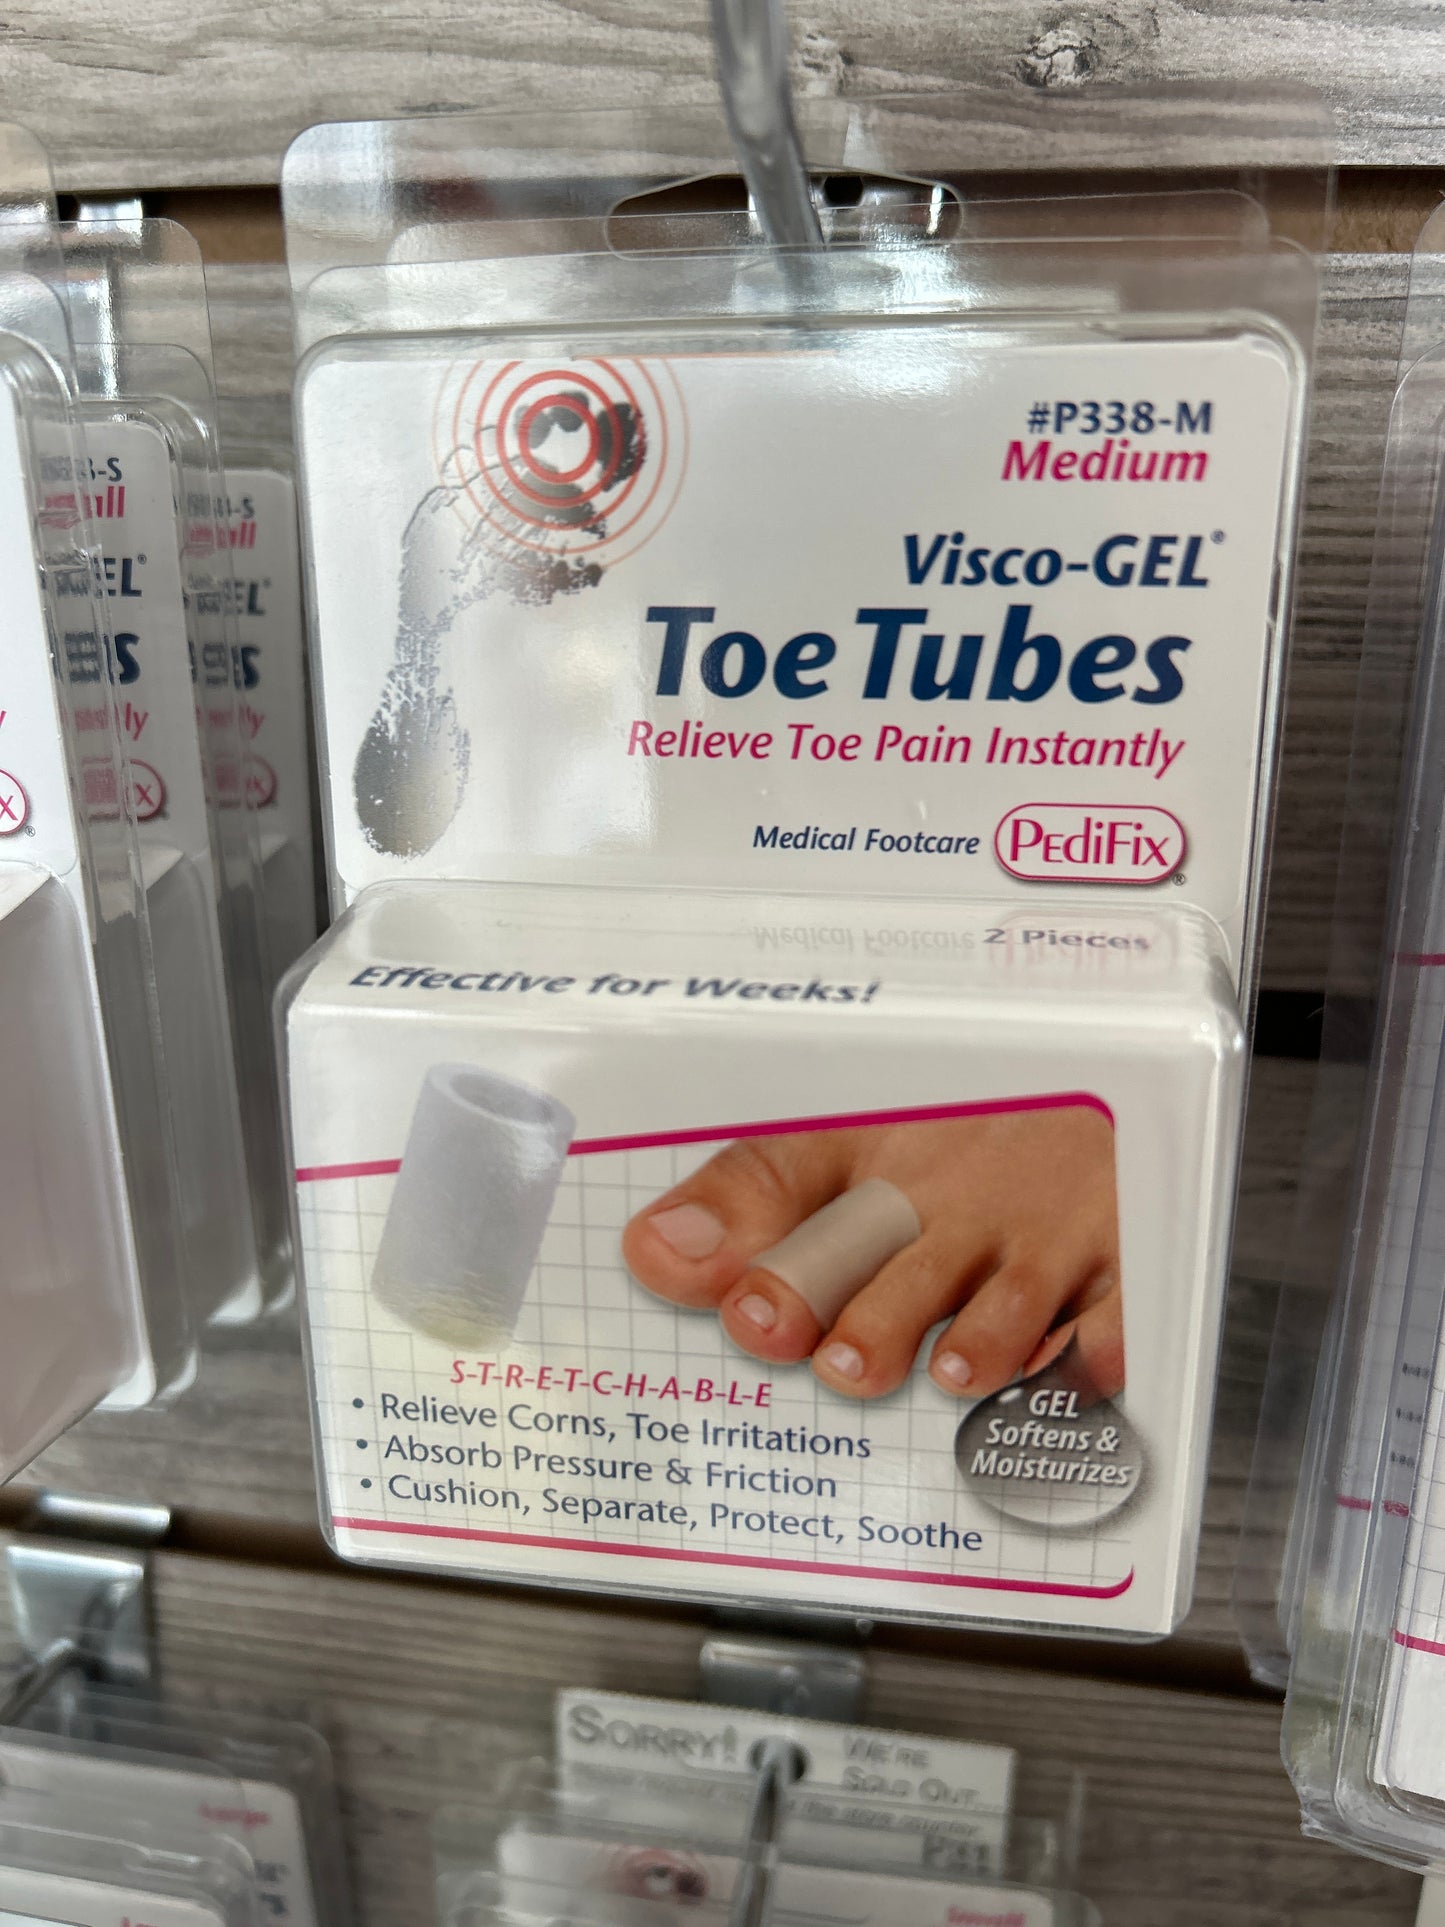 #P338-M
Medium
Visco-GEL®
Toe Tubes
Relieve Toe Pain Instantly
Medical Footcare PEdiFix®
2 Pieces
Effective for Weeks!
S-T-R-E-T-C-H-A-B-L-E
• Relieve Corns, Toe Irritations
• Absorb Pressure & Friction
• Cushion, Separate, Protect, Soothe
GEL
Softens &
Moisturizes
SORRY! WE'RE
SOLD OUT...